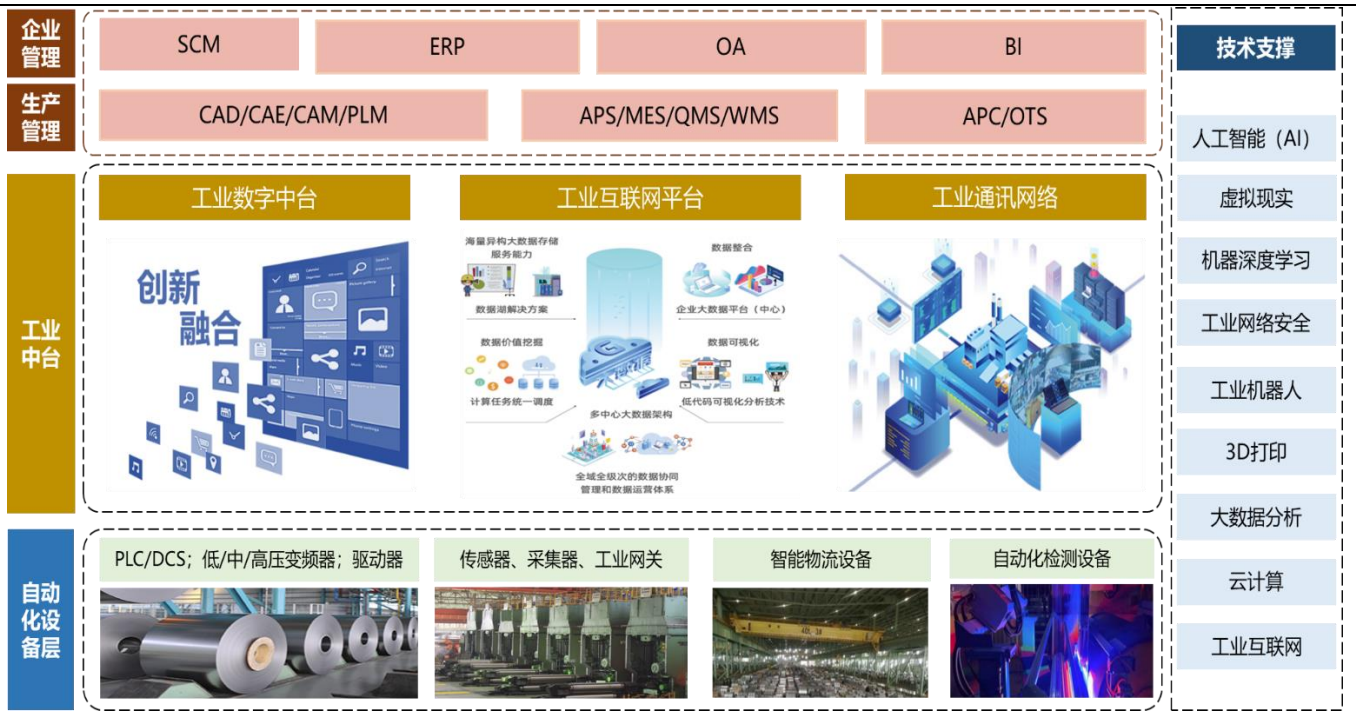 企业
管理
SCM
ERP
OA
BI
生产
管理
CAD/CAE/CAM/PLM
APS/MES/QMS/WMS
APC/OTS
工业
中台
工业数字中台
创新
融合
工业互联网平台
海量异构大数据存储
服务能力
数据湖解决方案
数据整合
企业大数据平台（中心）
数据价值挖掘
计算任务统一调度
数据可视化
低代码可视化分析技术
多中心大数据架构
全域全级次的数据协同
管理和数据运营体系
工业通讯网络
自动
化设
备层
PLC/DCS；低/中/高压变频器；驱动器
传感器、采集器、工业网关
智能物流设备
自动化检测设备
技术支撑
人工智能（AI）
虚拟现实
机器深度学习
工业网络安全
工业机器人
3D打印
大数据分析
云计算
工业互联网